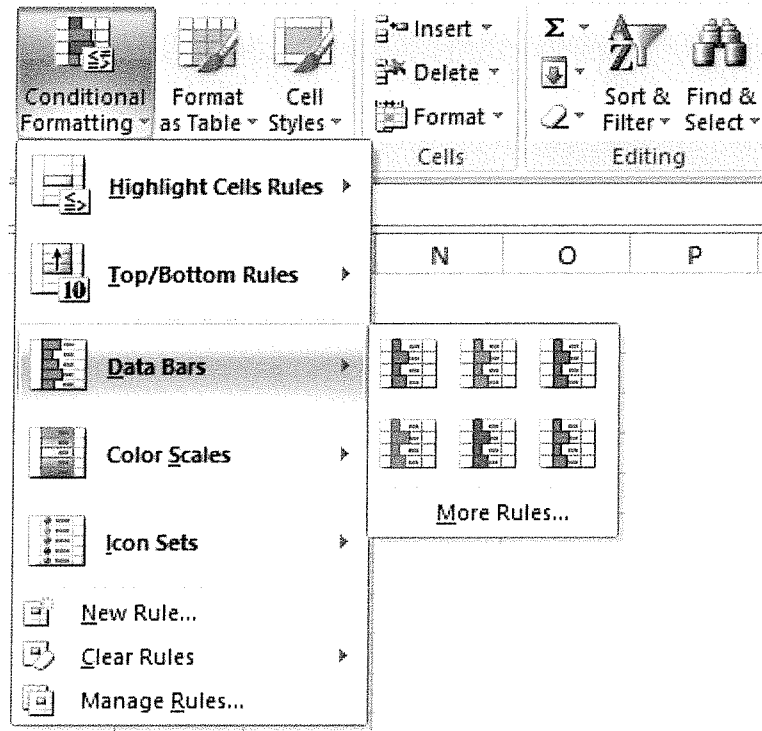 Conditional Formatting
Format as Table
Cell Styles
Insert
Delete
Format
Cells
Σ
A
Z
Sort & Filter
Find & Select
Editing
Highlight Cells Rules
Top/Bottom Rules
10
N O P
Data Bars
Color Scales
More Rules...
Icon Sets
New Rule...
Clear Rules
Manage Rules...